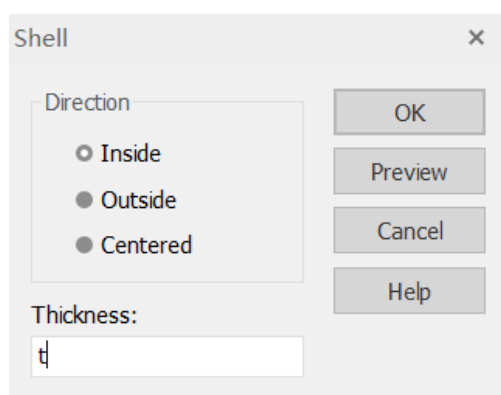 Shell
Direction
Inside
Outside
Centered
Thickness:
t
OK
Preview
Cancel
Help